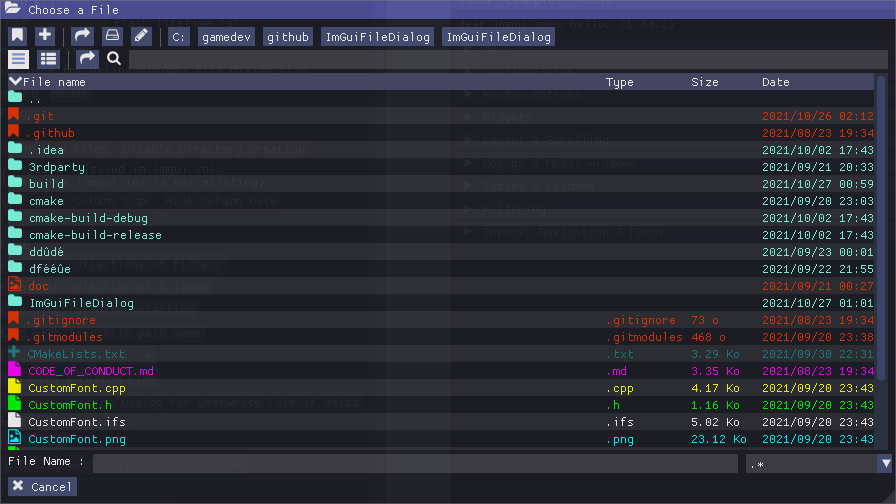 Choose a File
C: gamedev github ImGuiFileDialog ImGuiFileDialog
File name Type Size Date
..
.git 2021/10/26 02:12
.github 2021/08/23 19:34
.idea 2021/10/02 17:43
3rdparty 2021/09/21 20:33
build 2021/10/27 00:59
cmake 2021/09/20 23:03
cmake-build-debug 2021/10/02 17:43
cmake-build-release 2021/10/02 17:43
ddûdé 2021/09/23 00:01
dfééûe 2021/09/22 21:55
doc 2021/09/21 00:27
ImGuiFileDialog 2021/10/27 01:01
.gitignore .gitignore 73 o 2021/08/23 19:34
.gitmodules .gitmodules 468 o 2021/09/20 23:38
CMakeLists.txt .txt 3.29 Ko 2021/09/30 22:31
CODE_OF_CONDUCT.md .md 3.35 Ko 2021/08/23 19:34
CustomFont.cpp .cpp 4.17 Ko 2021/09/20 23:43
CustomFont.h .h 1.16 Ko 2021/09/20 23:43
CustomFont.ifs .ifs 5.02 Ko 2021/09/20 23:43
CustomFont.png .png 23.12 Ko 2021/09/20 23:43
File Name : .*
Cancel